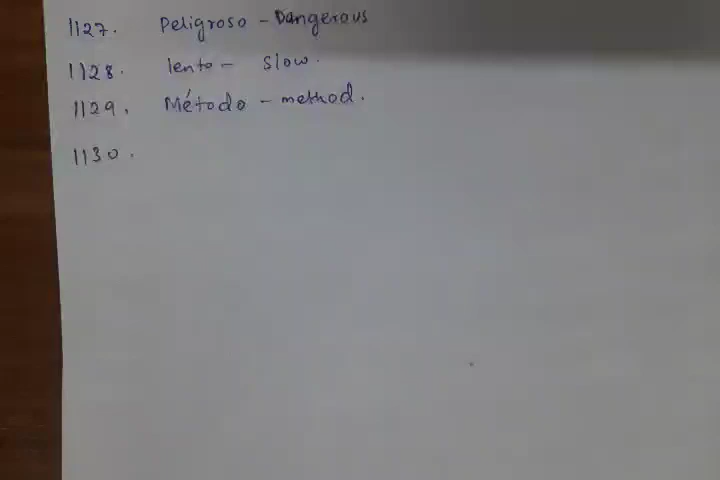 1127. Peligroso - Dangerous
1128. lento - slow.
1129. Método - method.
1130.